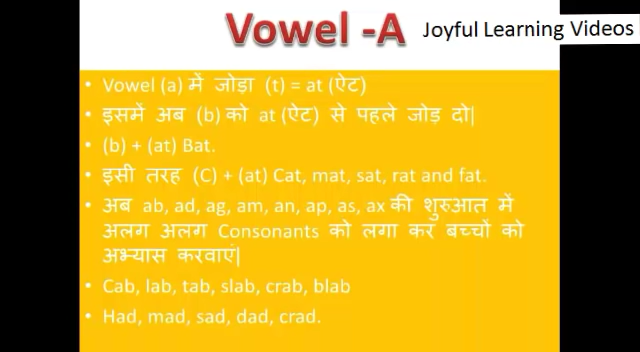 Vowel -A
Joyful Learning Videos
• Vowel (a) में जोड़ा (t) = at (ऐट)
• इसमें अब (b) को at (ऐट) से पहले जोड़ दो|
• (b) + (at) Bat.
• इसी तरह (C) + (at) Cat, mat, sat, rat and fat.
• अब ab, ad, ag, am, an, ap, as, ax की शुरुआत में
अलग अलग Consonants को लगा कर बच्चों को
अभ्यास करवाएं|
• Cab, lab, tab, slab, crab, blab
• Had, mad, sad, dad, crad.